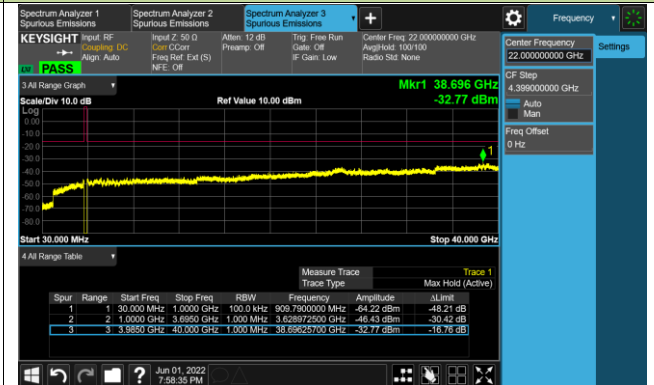 Spectrum Analyzer 1
Spurious Emissions
Spectrum Analyzer 2
Spurious Emissions
Spectrum Analyzer 3
Spurious Emissions
Frequency
KEYSIGHT
Input: RF
Coupling: DC
Align: Auto
Input Z: 50 Ω
Corr CCorr
Freq Ref: Ext (S)
NFE: Off
Atten: 12 dB
Preamp: Off
Trig: Free Run
Gate: Off
IF Gain: Low
Center Freq: 22.000000000 GHz
Avg|Hold: 100/100
Radio Std: None
PASS
Center Frequency
22.000000000 GHz
Settings
CF Step
4.399000000 GHz
Auto
Man
Freq Offset
0 Hz
3 All Range Graph
Mkr1 38.696 GHz
Scale/Div 10.0 dB
Ref Value 10.00 dBm
-32.77 dBm
Log
0.00
-10.0
-20.0
-30.0
-40.0
-50.0
-60.0
-70.0
-80.0
1
Start 30.000 MHz
Stop 40.000 GHz
4 All Range Table
Measure Trace
Trace 1
Trace Type
Max Hold (Active)
Spur Range Start Freq Stop Freq RBW Frequency Amplitude ΔLimit
1 1 30.000 MHz 1.0000 GHz 100.0 kHz 909.7900000 MHz -64.22 dBm -48.21 dB
2 2 1.0000 GHz 3.6950 GHz 1.000 MHz 3.628972500 GHz -46.43 dBm -30.42 dB
3 3 3.9850 GHz 40.000 GHz 1.000 MHz 38.69625700 GHz -32.77 dBm -16.76 dB
Jun 01, 2022
7:58:35 PM